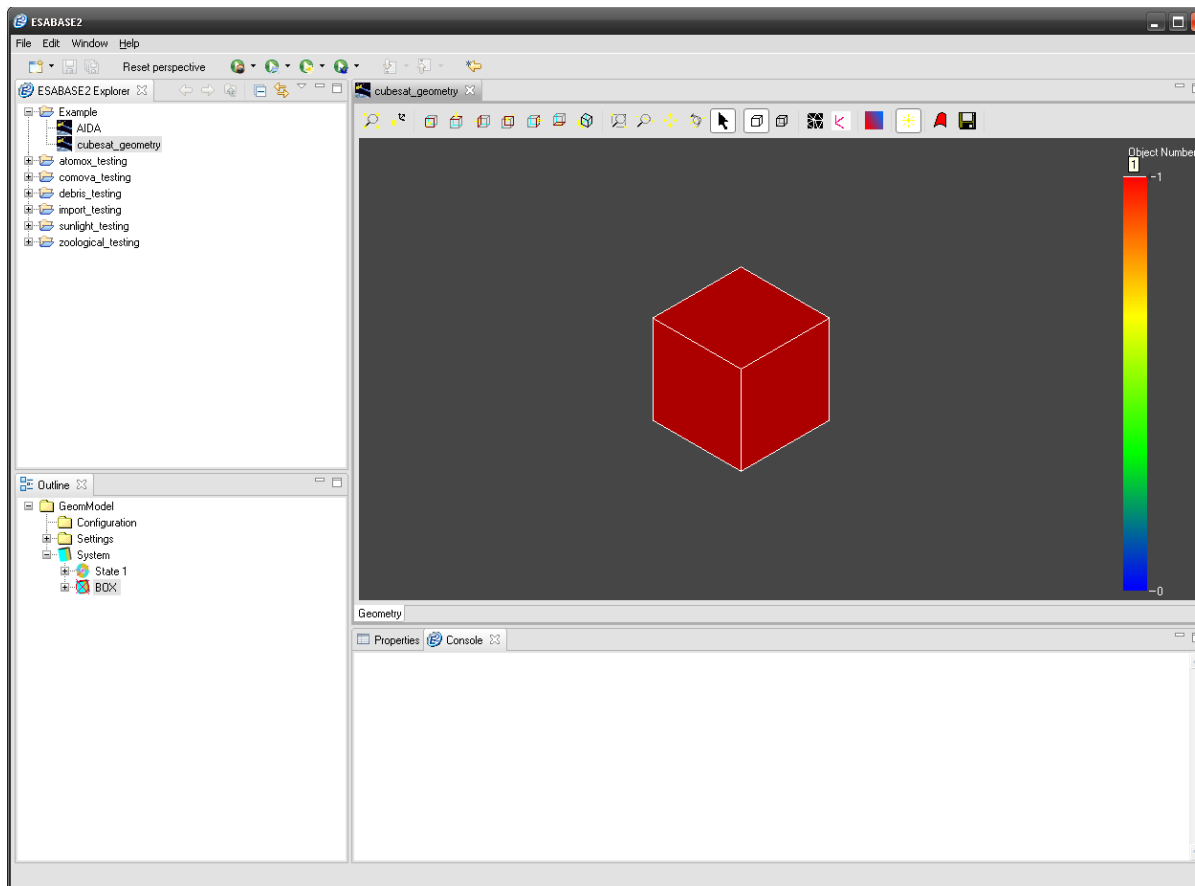 ESABASE2
File Edit Window Help
Reset perspective
ESABASE2 Explorer
Example
AIDA
cubesat_geometry
atomox_testing
comova_testing
debris_testing
import_testing
sunlight_testing
zoological_testing
Outline
GeomModel
Configuration
Settings
System
State 1
BOX
cubesat_geometry
Object Number
1
-1
-0
Geometry
Properties Console